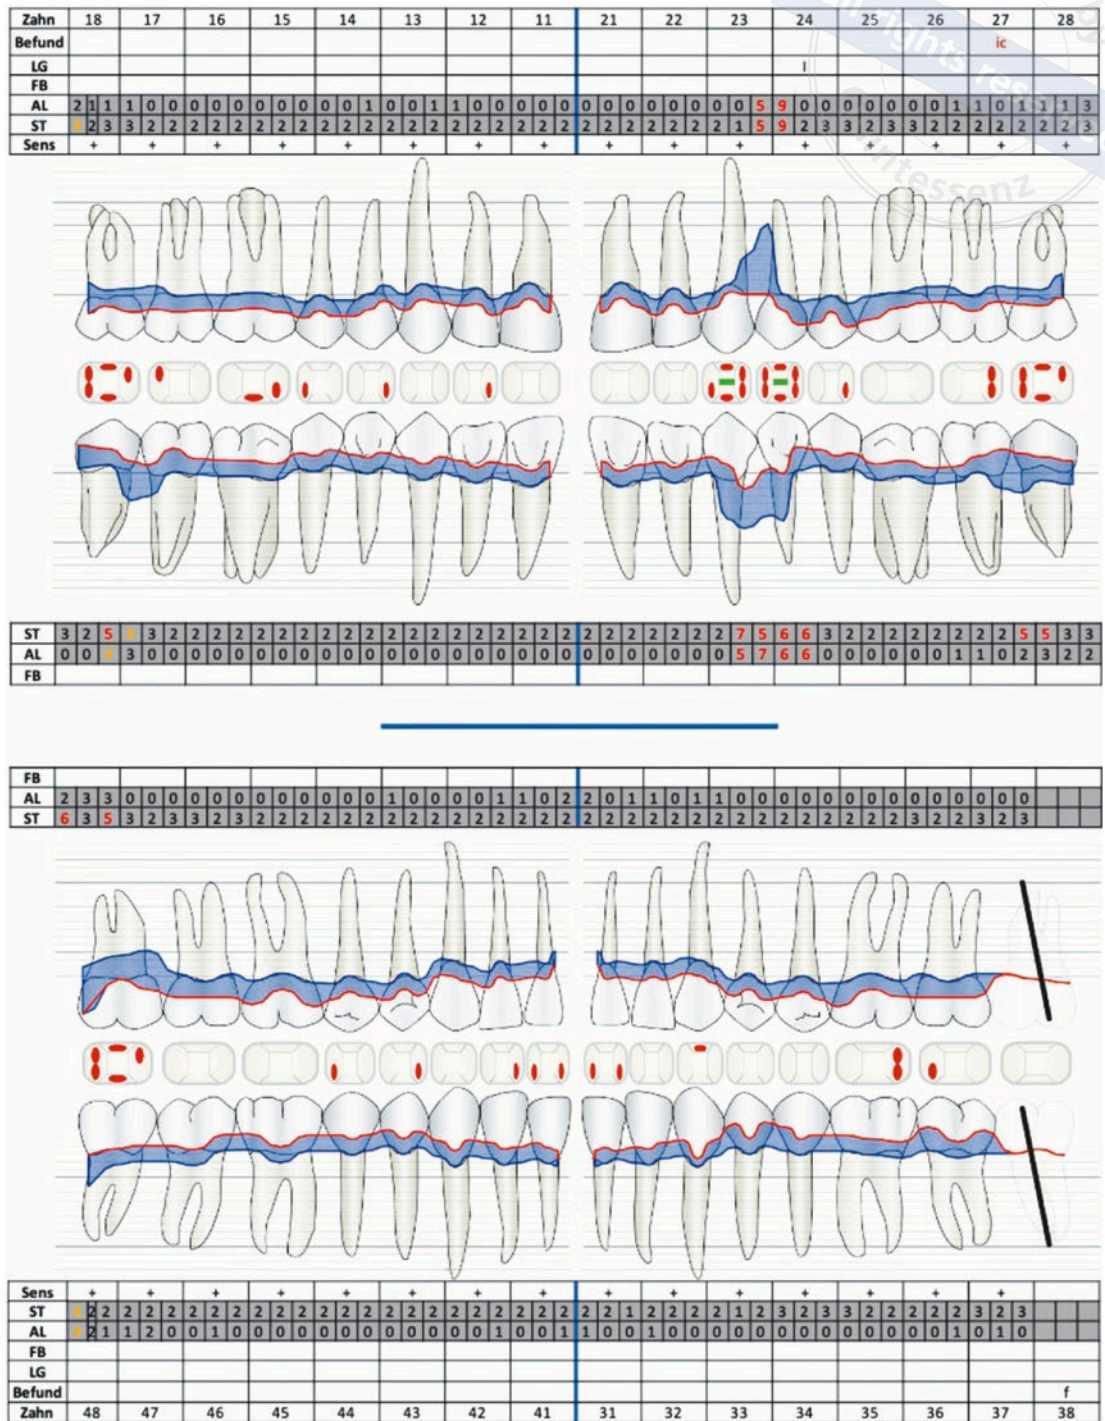 Zahn 18 17 16 15 14 13 12 11 21 22 23 24 25 26 27 28
Befund ic
LG I
FB
AL 2 1 1 1 0 0 0 0 0 0 0 0 0 0 1 0 0 1 1 0 0 0 0 0 0 0 0 0 0 0 0 0 5 9 0 0 0 0 0 0 0 1 1 0 1 1 1 3
ST 4 2 3 3 2 2 2 2 2 2 2 2 2 2 2 2 2 2 2 2 2 2 2 2 2 2 2 2 2 2 2 1 5 9 2 3 3 2 3 3 2 2 2 2 2 2 2 3
Sens + + + + + + + + + + + + + + + +
ST 3 2 5 4 3 2 2 2 2 2 2 2 2 2 2 2 2 2 2 2 2 2 2 2 2 2 2 2 2 2 2 7 5 6 6 3 2 2 2 2 2 2 2 2 5 5 3 3
AL 0 0 4 3 0 0 0 0 0 0 0 0 0 0 0 0 0 0 0 0 0 0 0 0 0 0 0 0 0 0 0 5 7 6 6 0 0 0 0 0 0 1 1 0 2 3 2 2
FB
FB
AL 2 3 3 0 0 0 0 0 0 0 0 0 0 0 0 1 0 0 0 0 1 1 0 2 2 0 1 1 0 1 1 0 0 0 0 0 0 0 0 0 0 0 0 0 0
ST 6 3 5 3 2 3 3 2 3 2 2 2 2 2 2 2 2 2 2 2 2 2 2 2 2 2 2 2 2 2 2 2 2 2 2 2 2 2 2 3 2 2 3 2 3
Sens + + + + + + + + + + + + + + +
ST 4 2 2 2 2 2 2 2 2 2 2 2 2 2 2 2 2 2 2 2 2 2 2 2 2 2 1 2 2 2 2 1 2 3 2 3 3 2 2 2 2 2 3 2 3
AL 4 2 1 1 2 0 0 1 0 0 0 0 0 0 0 0 0 0 0 0 1 0 0 1 1 0 0 1 0 0 0 0 0 0 0 0 0 0 0 0 0 1 0 1 0
FB
LG
Befund f
Zahn 48 47 46 45 44 43 42 41 31 32 33 34 35 36 37 38